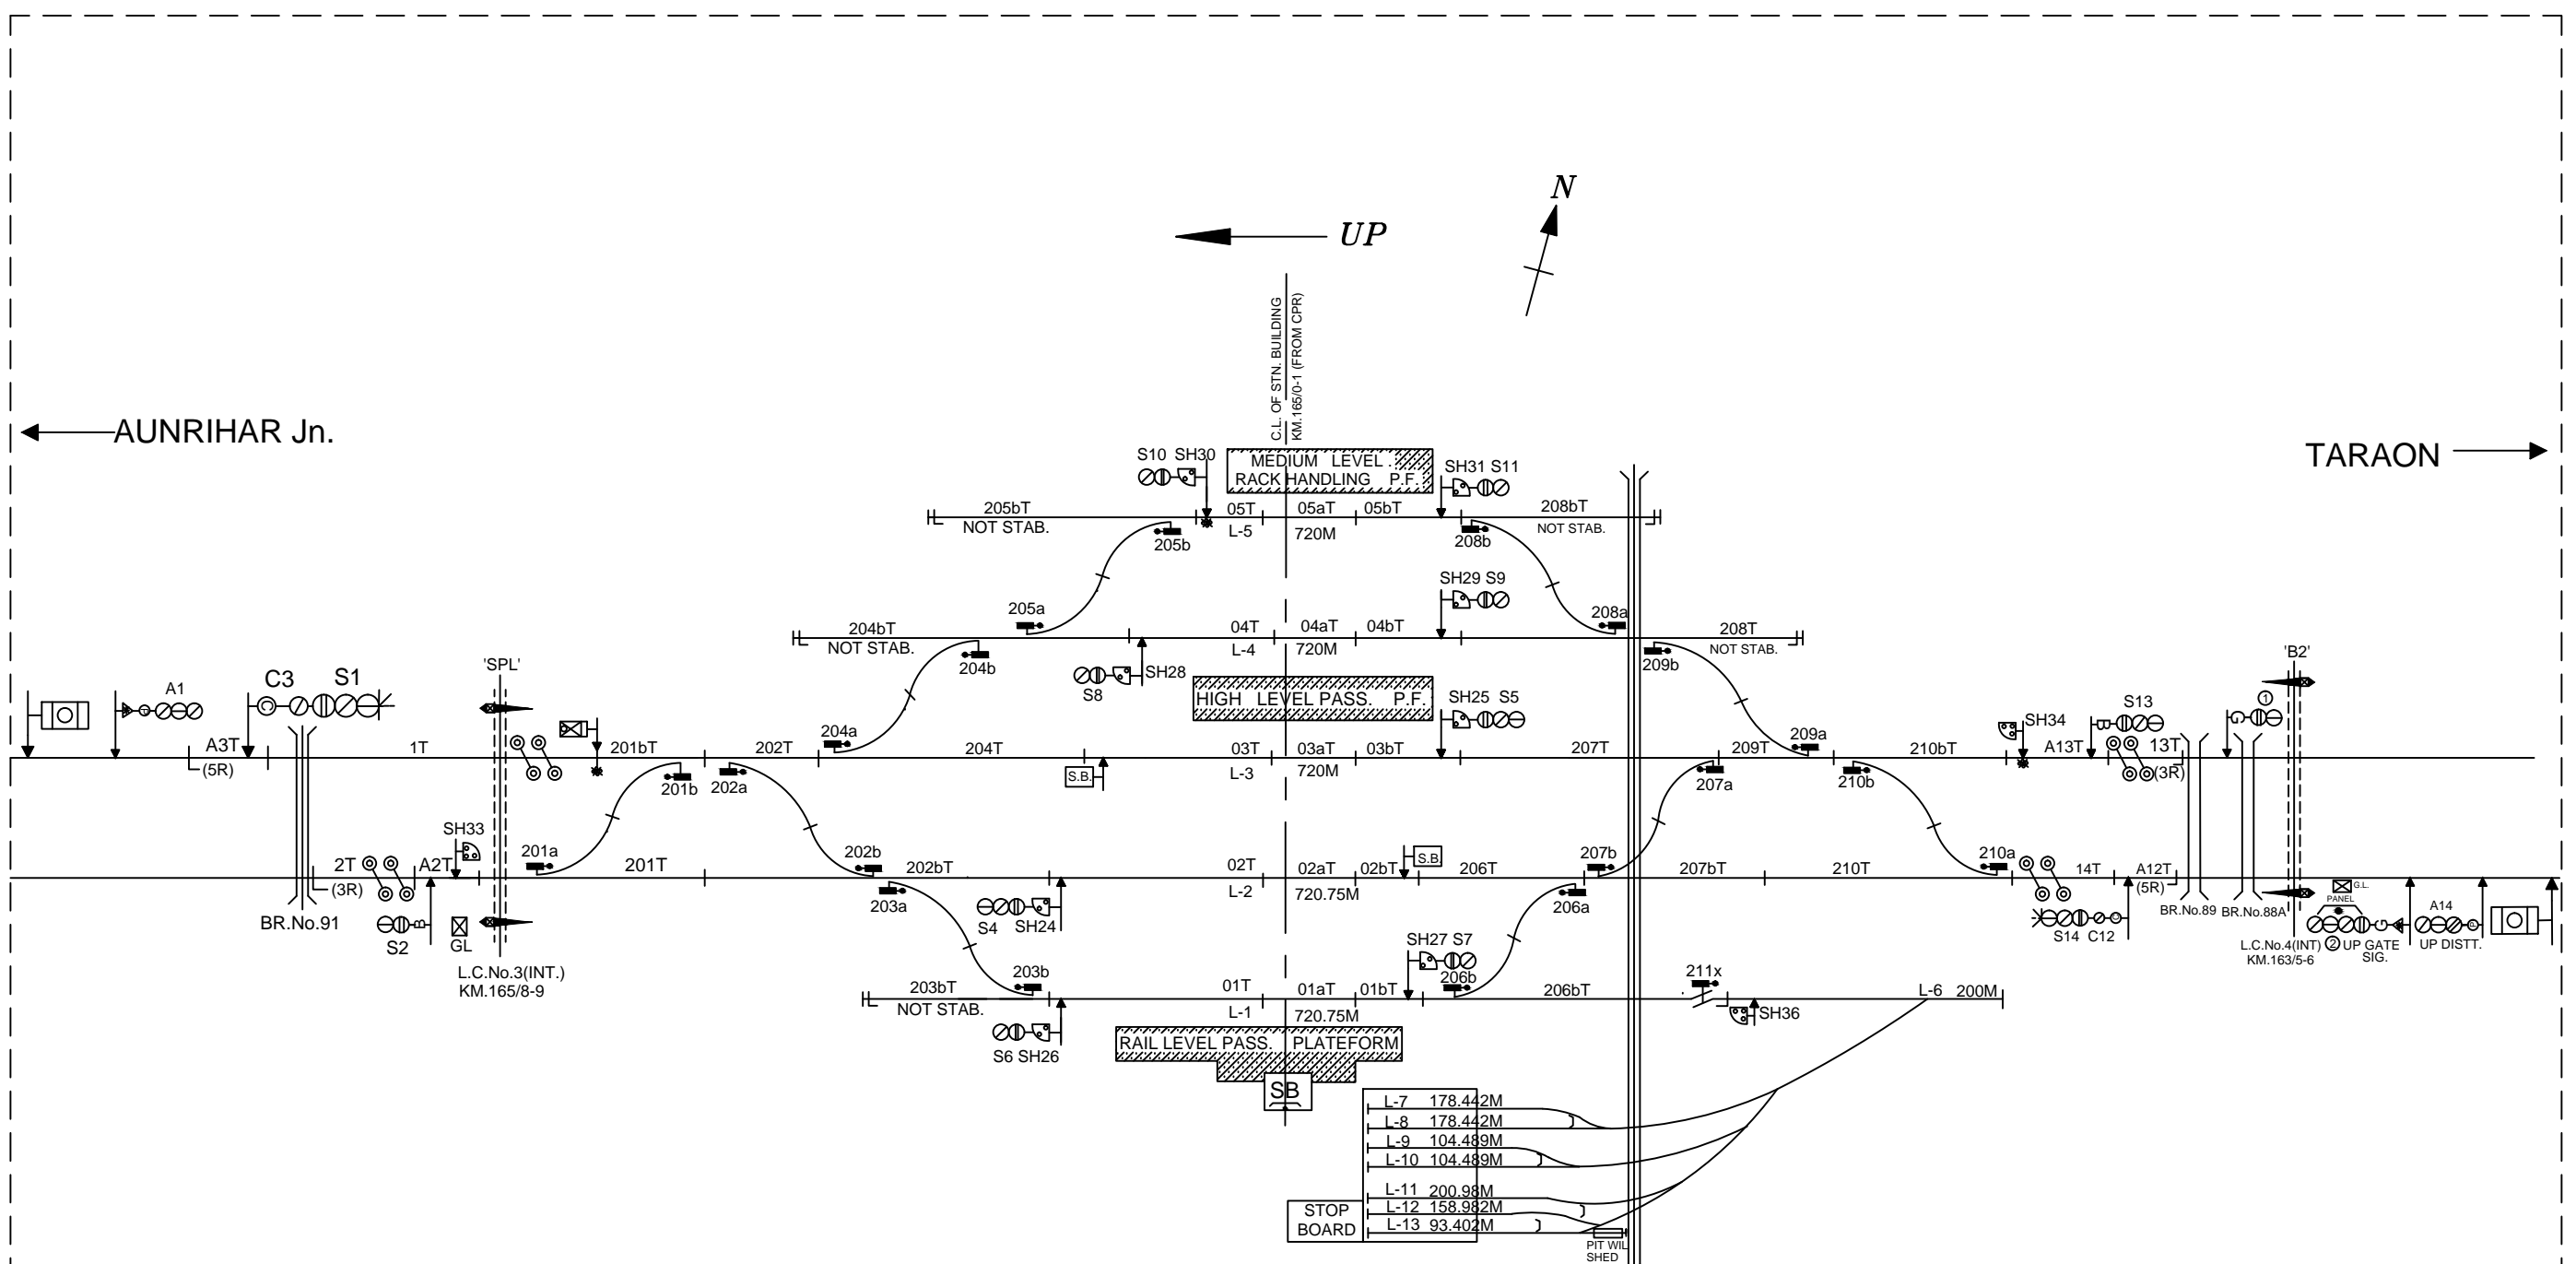 N
UP
C.L. OF STN. BUILDING
KM.165/0-1 (FROM CPR)
AUNRIHAR Jn.
TARAON
S10 SH30
MEDIUM LEVEL .
RACK HANDLING P.F.
SH31 S11
205bT
NOT STAB.
05T 05aT 05bT
208bT
NOT STAB.
L-5 720M
205b
208b
SH29 S9
205a
208a
204bT
NOT STAB.
04T 04aT 04bT
208T
NOT STAB.
L-4 720M
204b
209b
S8
SH28
HIGH LEVEL PASS. P.F.
SH25 S5
'SPL'
'B2'
A1
C3 S1
C
SH34
S13
B
1
G
204a
209a
A3T
(5R)
1T
201bT
202T
204T
03T 03aT 03bT
207T
209T
210bT
A13T
13T
(3R)
L-3 720M
S.B.
201b
202a
207a
210b
SH33
201a
202b
S.B.
207b
210a
2T
(3R)
A2T
201T
202bT
02T 02aT 02bT
206T
207bT
210T
14T
A12T
(5R)
L-2 720.75M
203a
206a
BR.No.91
S2
B
GL
S4 SH24
BR.No.89 BR.No.88A
G.L.
PANEL
S14 C12
G
A14
P
L.C.No.4(INT)
KM.163/5-6
2 UP GATE
SIG.
UP DISTT.
L.C.No.3(INT.)
KM.165/8-9
SH27 S7
203b
206b
211x
203bT
NOT STAB.
01T 01aT 01bT
206bT
L-6 200M
L-1 720.75M
S6 SH26
SH36
RAIL LEVEL PASS. PLATEFORM
SB
L-7 178.442M
L-8 178.442M
L-9 104.489M
L-10 104.489M
L-11 200.98M
L-12 158.982M
L-13 93.402M
STOP
BOARD
PIT WIL
SHED